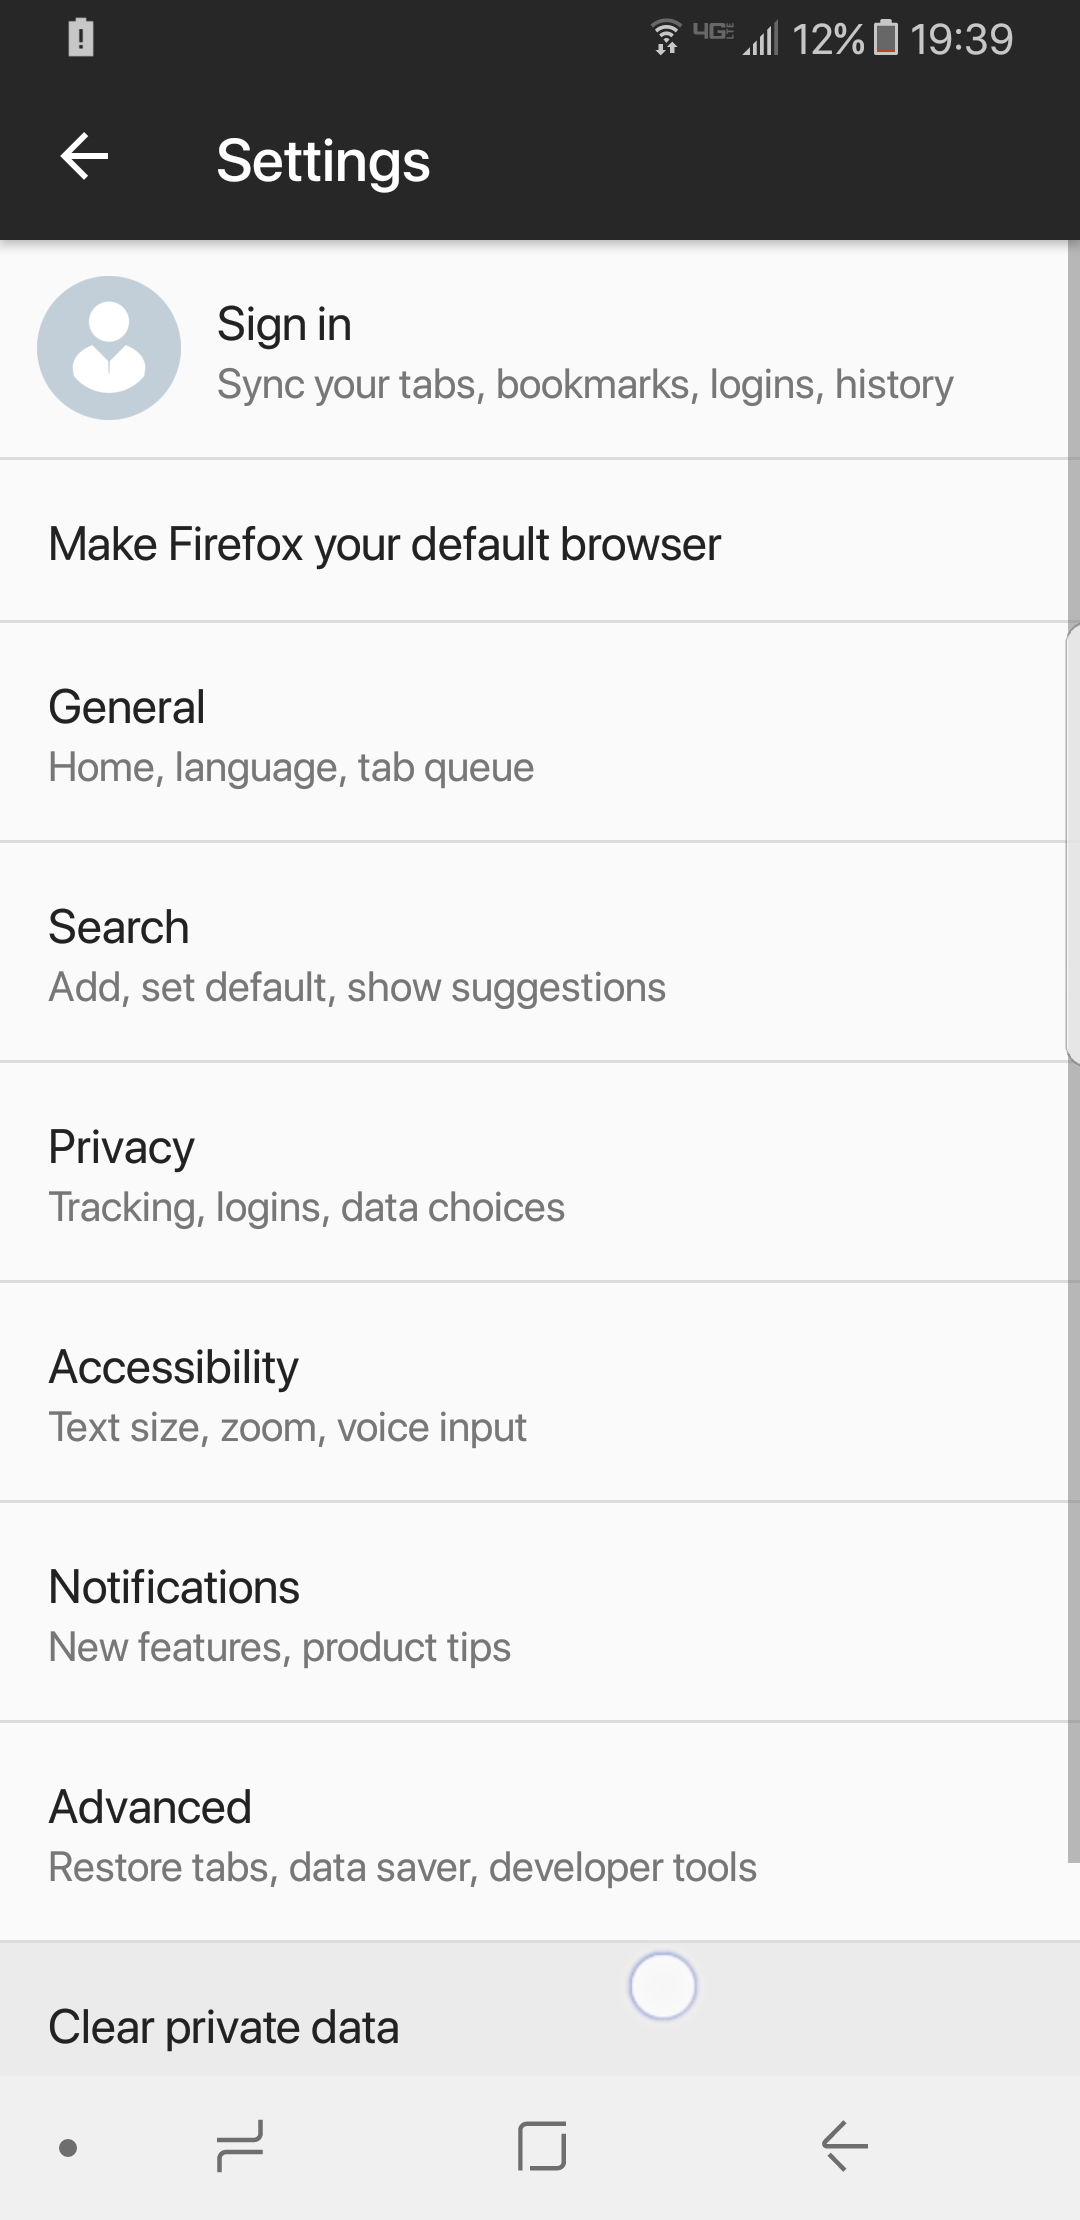 4G LTE 12% 19:39
Settings
Sign in
Sync your tabs, bookmarks, logins, history
Make Firefox your default browser
General
Home, language, tab queue
Search
Add, set default, show suggestions
Privacy
Tracking, logins, data choices
Accessibility
Text size, zoom, voice input
Notifications
New features, product tips
Advanced
Restore tabs, data saver, developer tools
Clear private data